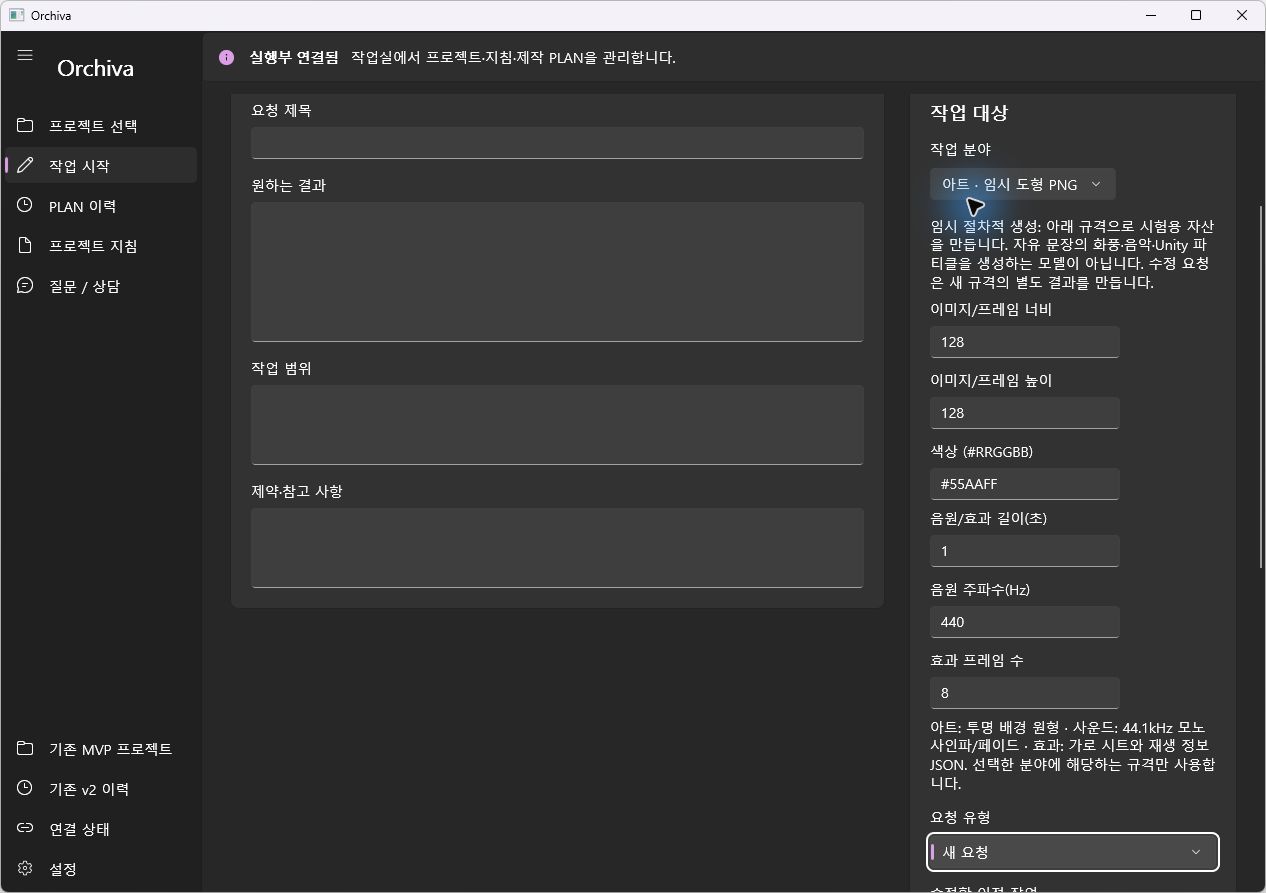 Orchiva
Orchiva
프로젝트 선택
작업 시작
PLAN 이력
프로젝트 지침
질문 / 상담
기존 MVP 프로젝트
기존 v2 이력
연결 상태
설정
실행부 연결됨 작업실에서 프로젝트·지침·제작 PLAN을 관리합니다.
요청 제목
원하는 결과
작업 범위
제약·참고 사항
작업 대상
작업 분야
아트 · 임시 도형 PNG
임시 절차적 생성: 아래 규격으로 시험용 자산
을 만듭니다. 자유 문장의 화풍·음악·Unity 파
티클을 생성하는 모델이 아닙니다. 수정 요청
은 새 규격의 별도 결과를 만듭니다.
이미지/프레임 너비
128
이미지/프레임 높이
128
색상 (#RRGGBB)
#55AAFF
음원/효과 길이(초)
1
음원 주파수(Hz)
440
효과 프레임 수
8
아트: 투명 배경 원형 · 사운드: 44.1kHz 모노
사인파/페이드 · 효과: 가로 시트와 재생 정보
JSON. 선택한 분야에 해당하는 규격만 사용합
니다.
요청 유형
새 요청
수정할 이전 작업